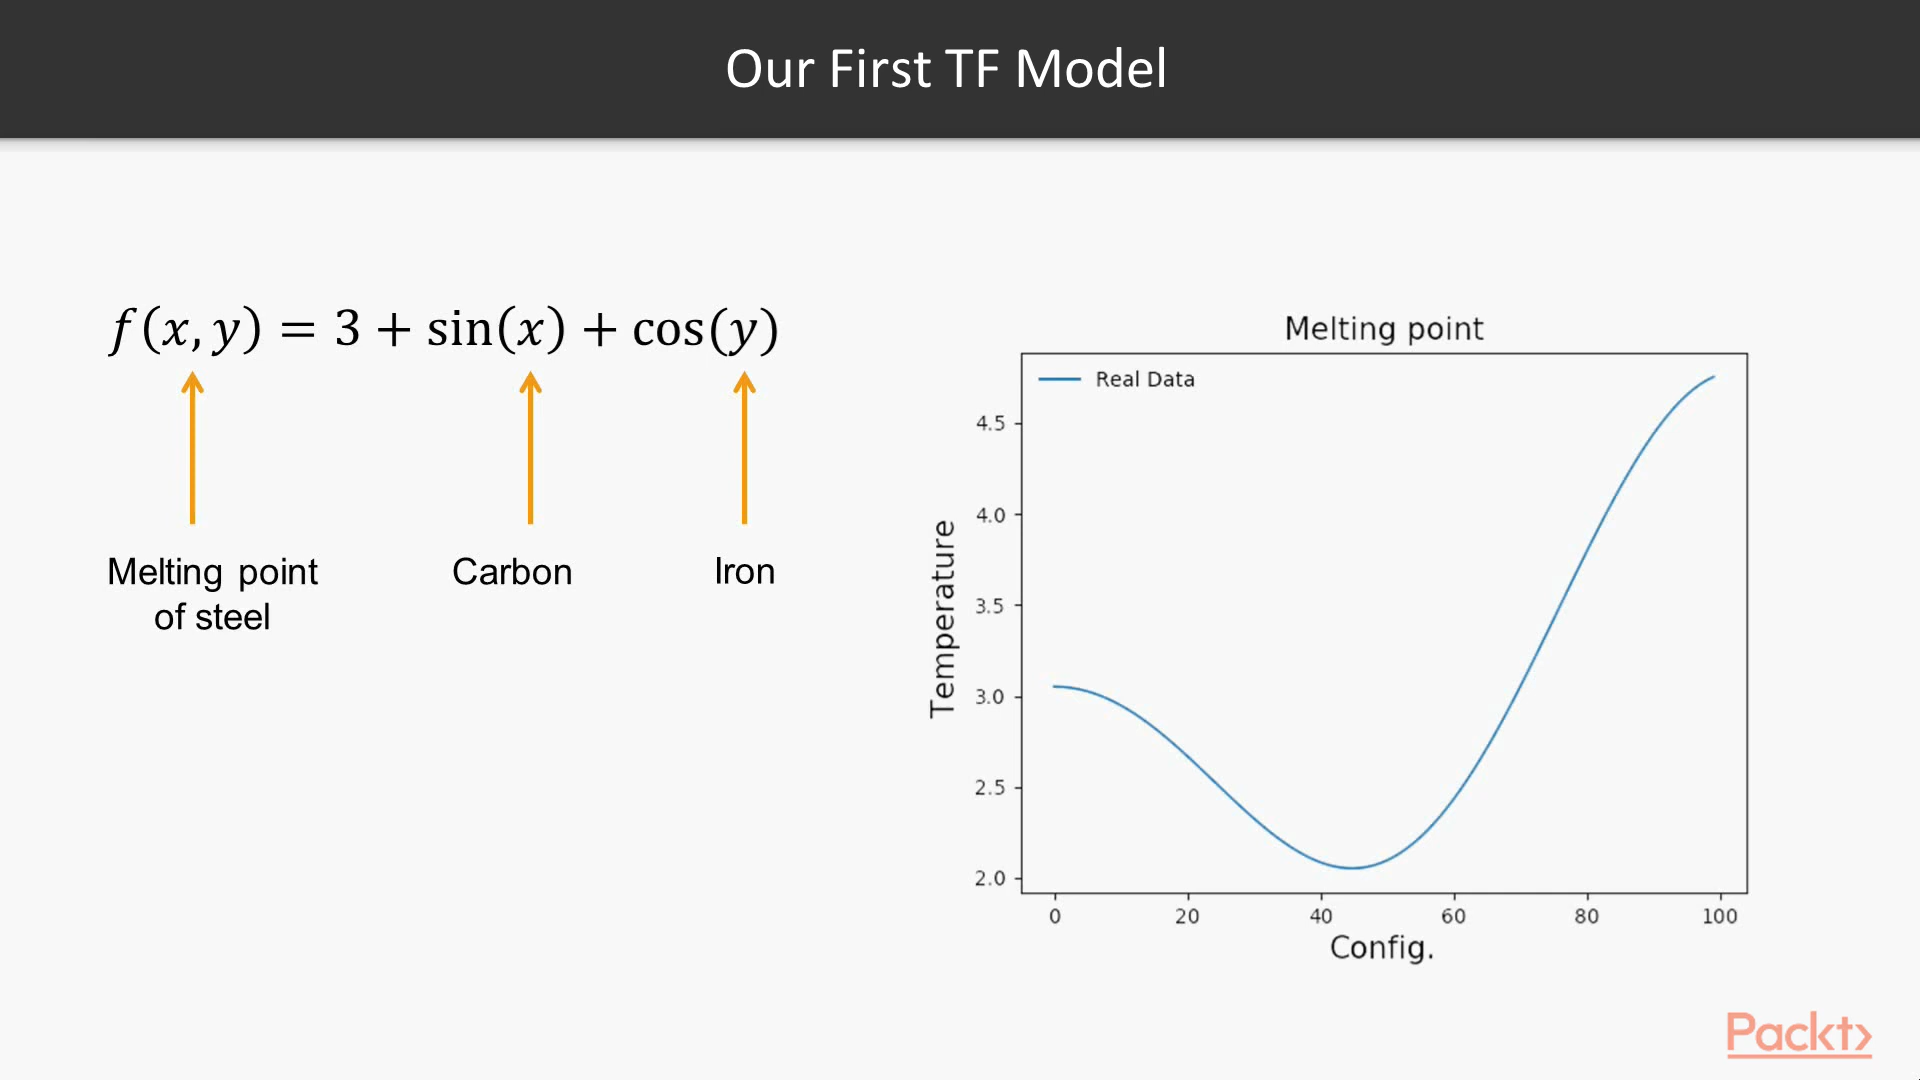 Our First TF Model
f(x, y) = 3 + sin(x) + cos(y)
Melting point
of steel
Carbon
Iron
Melting point
Real Data
Temperature
4.5
4.0
3.5
3.0
2.5
2.0
0 20 40 60 80 100
Config.
Packt>